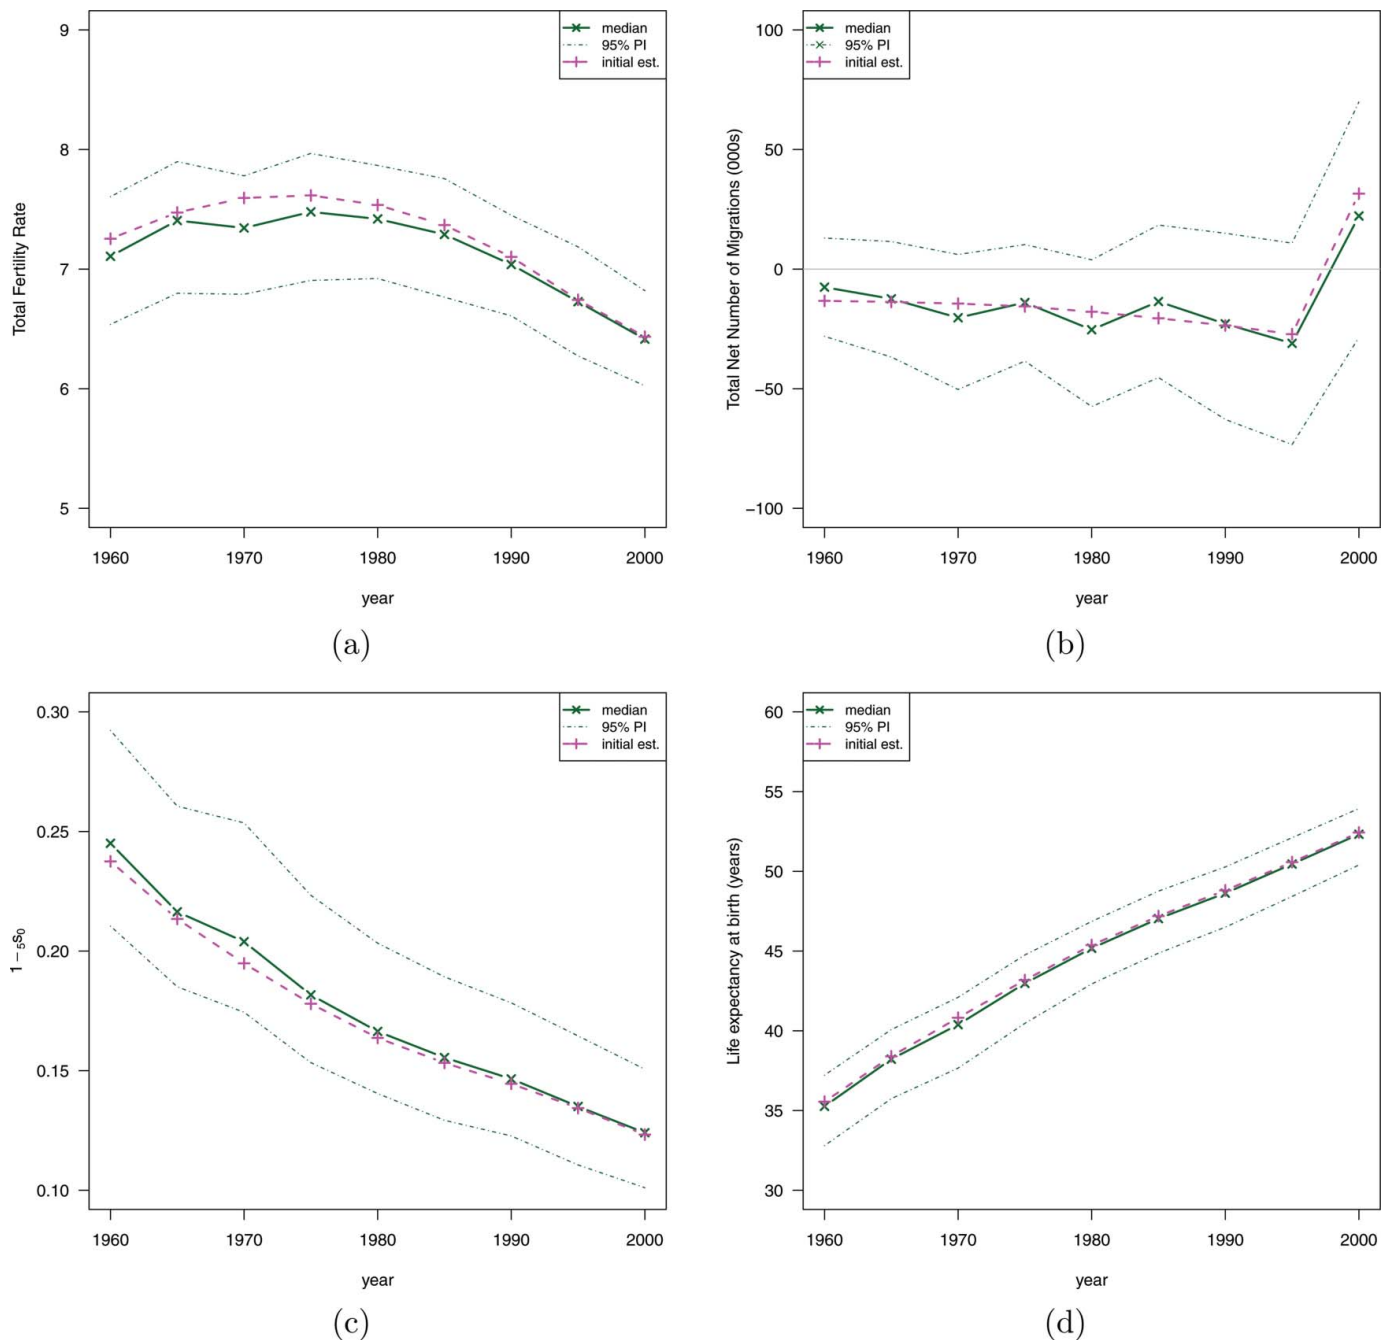 median
95% PI
initial est.
9
8
7
6
5
Total Fertility Rate
1960
1970
1980
1990
2000
year
(a)
median
95% PI
initial est.
100
50
0
−50
−100
Total Net Number of Migrations (000s)
1960
1970
1980
1990
2000
year
(b)
median
95% PI
initial est.
0.30
0.25
0.20
0.15
0.10
1 − ₅s₀
1960
1970
1980
1990
2000
year
(c)
median
95% PI
initial est.
60
55
50
45
40
35
30
Life expectancy at birth (years)
1960
1970
1980
1990
2000
year
(d)